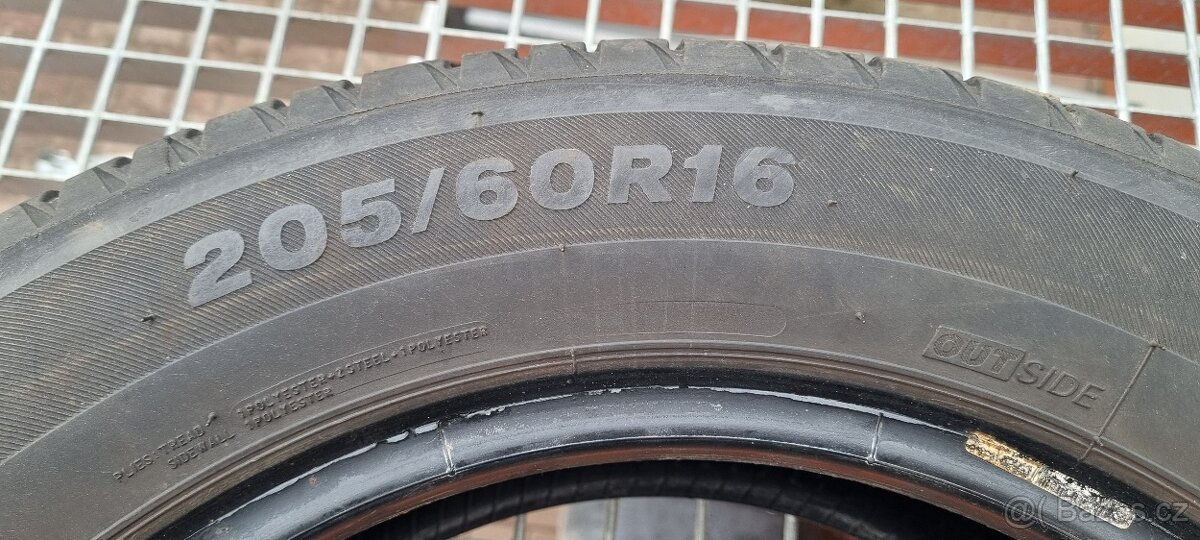 205/60R16
PLIES: TREAD 1POLYESTER+2STEEL+1POLYESTER
SIDEWALL 1POLYESTER
OUTSIDE
@( Bazos.cz